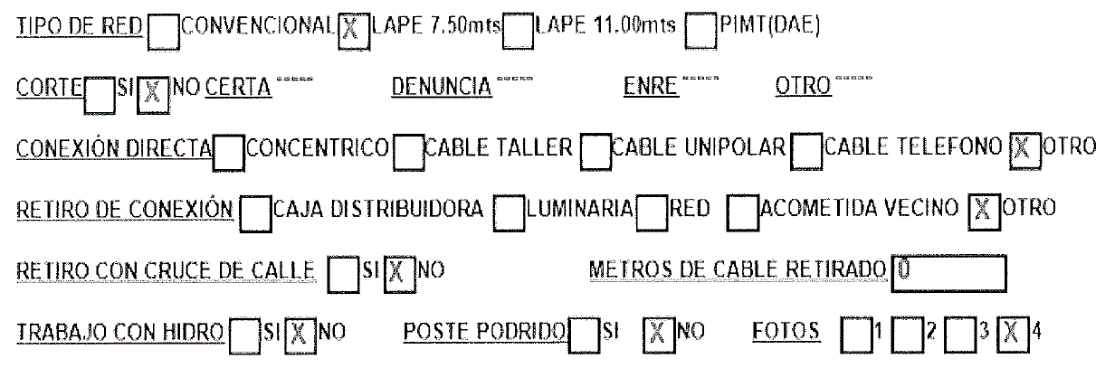 TIPO DE RED ☐ CONVENCIONAL ☒ LAPE 7.50mts ☐ LAPE 11.00mts ☐ PIMT(DAE)
CORTE ☐ SI ☒ NO CERTA ----- DENUNCIA ----- ENRE ----- OTRO -----
CONEXIÓN DIRECTA ☐ CONCENTRICO ☐ CABLE TALLER ☐ CABLE UNIPOLAR ☐ CABLE TELEFONO ☒ OTRO
RETIRO DE CONEXIÓN ☐ CAJA DISTRIBUIDORA ☐ LUMINARIA ☐ RED ☐ ACOMETIDA VECINO ☒ OTRO
RETIRO CON CRUCE DE CALLE ☐ SI ☒ NO METROS DE CABLE RETIRADO 0
TRABAJO CON HIDRO ☐ SI ☒ NO POSTE PODRIDO ☐ SI ☒ NO FOTOS ☐ 1 ☐ 2 ☐ 3 ☒ 4